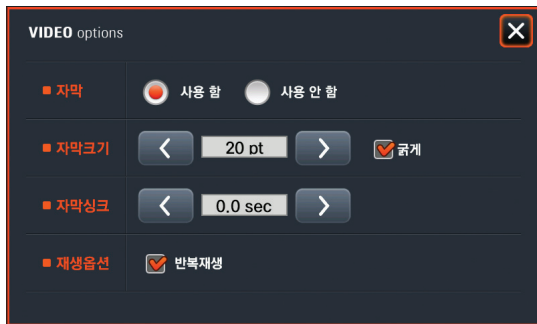 VIDEO options
자막 사용 함 사용 안 함
자막크기 20 pt 굵게
자막싱크 0.0 sec
재생옵션 반복재생